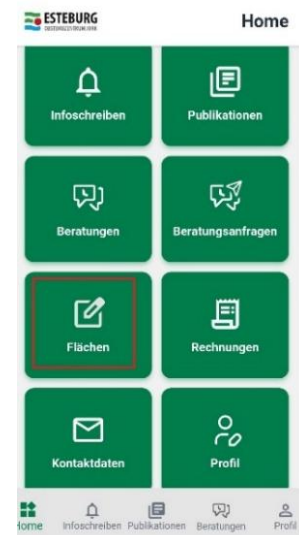 ESTEBURG
Home
Infoschreiben
Publikationen
Beratungen
Beratungsanfragen
Flächen
Rechnungen
Kontaktdaten
Profil
Home Infoschreiben Publikationen Beratungen Profil